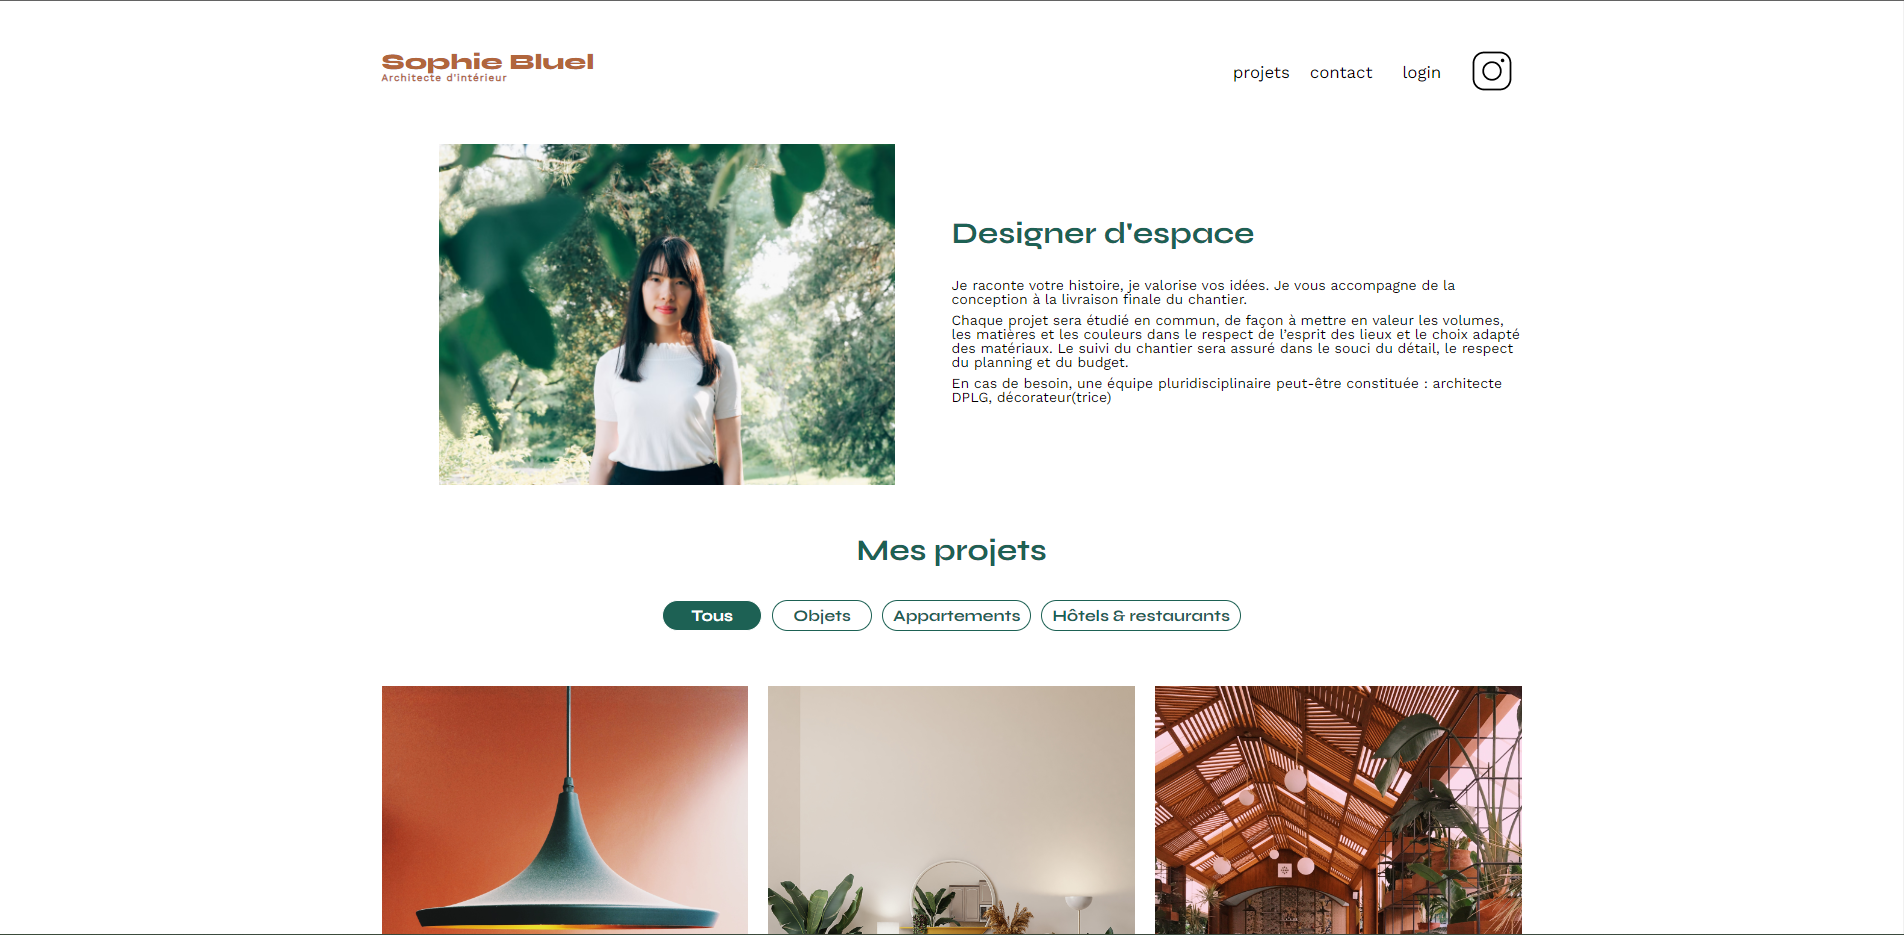 Sophie Bluel
Architecte d'intérieur
projets
contact
login
Designer d'espace
Je raconte votre histoire, je valorise vos idées. Je vous accompagne de la
conception à la livraison finale du chantier.
Chaque projet sera étudié en commun, de façon à mettre en valeur les volumes,
les matières et les couleurs dans le respect de l’esprit des lieux et le choix adapté
des matériaux. Le suivi du chantier sera assuré dans le souci du détail, le respect
du planning et du budget.
En cas de besoin, une équipe pluridisciplinaire peut-être constituée : architecte
DPLG, décorateur(trice)
Mes projets
Tous
Objets
Appartements
Hôtels & restaurants